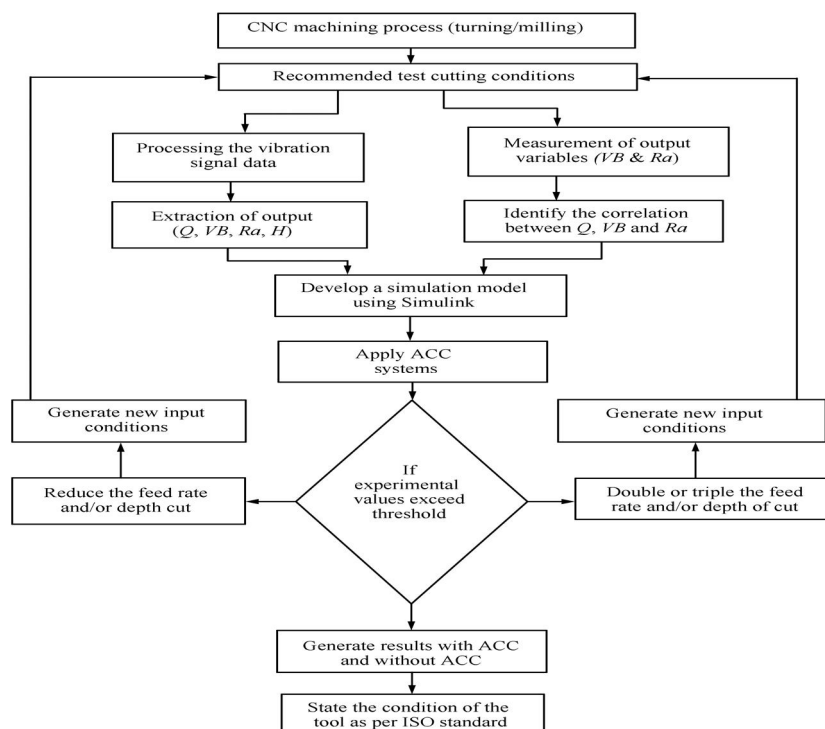 CNC machining process (turning/milling)
Recommended test cutting conditions
Processing the vibration
signal data
Measurement of output
variables (VB & Ra)
Extraction of output
(Q, VB, Ra, H)
Identify the correlation
between Q, VB and Ra
Develop a simulation model
using Simulink
Apply ACC
systems
Generate new input
conditions
Generate new input
conditions
If
experimental
values exceed
threshold
Reduce the feed rate
and/or depth cut
Double or triple the feed
rate and/or depth of cut
Generate results with ACC
and without ACC
State the condition of the
tool as per ISO standard